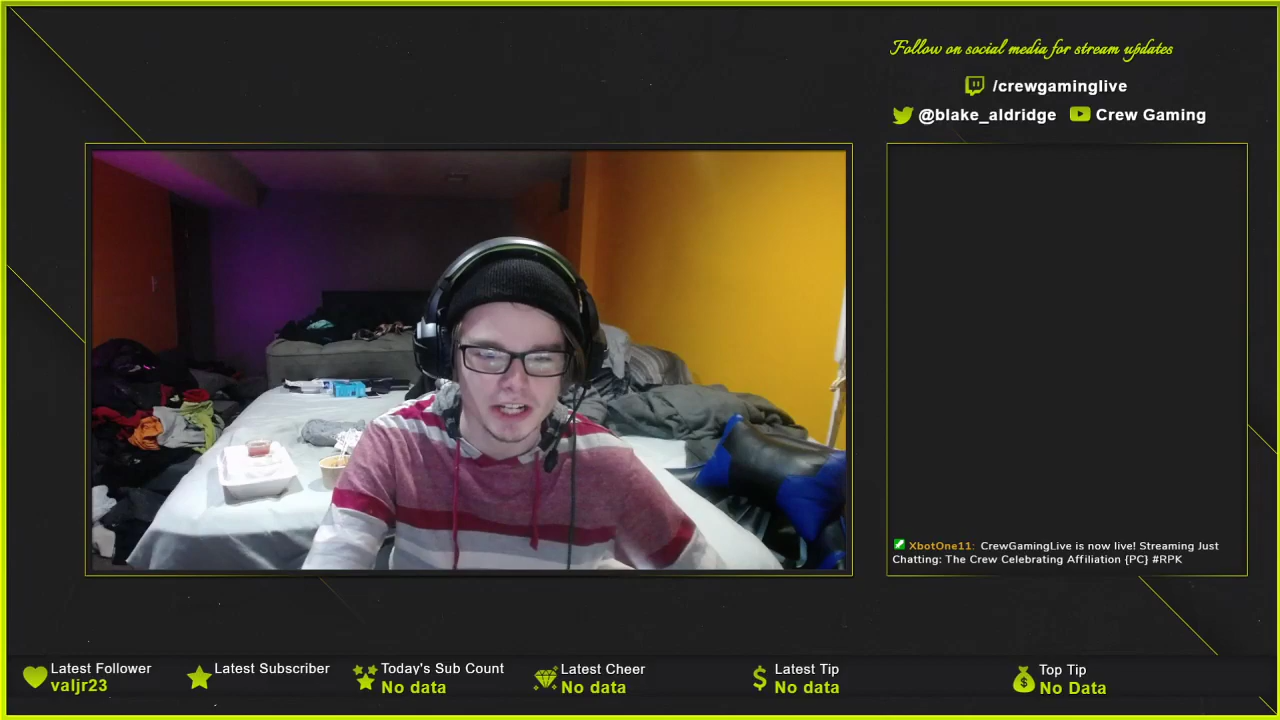 Follow on social media for stream updates
/crewgaminglive
@blake_aldridge Crew Gaming
XbotOne11: CrewGamingLive is now live! Streaming Just
Chatting: The Crew Celebrating Affiliation {PC} #RPK
Latest Follower
valjr23
Latest Subscriber
Today's Sub Count
No data
Latest Cheer
No data
Latest Tip
No data
Top Tip
No Data